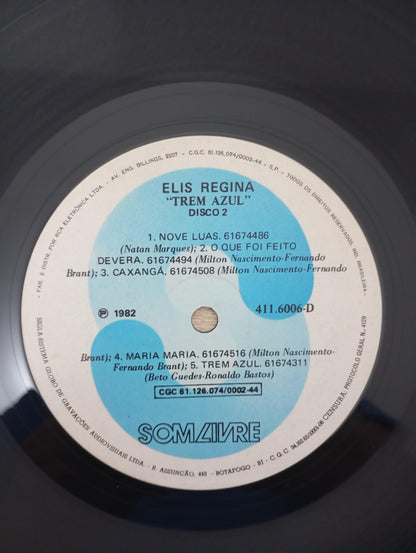 ELIS REGINA
"TREM AZUL"
DISCO 2
1. NOVE LUAS. 61674486
(Natan Marques); 2. O QUE FOI FEITO
DEVERA. 61674494 (Milton Nascimento-Fernando
Brant); 3. CAXANGÁ. 61674508 (Milton Nascimento-Fernando
Ⓟ 1982
411.6006-D
Brant); 4. MARIA MARIA. 61674516 (Milton Nascimento-
Fernando Brant); 5. TREM AZUL. 61674311
(Beto Guedes-Ronaldo Bastos)
CGC 61.126.074/0002-44
SOM LIVRE
- FAB. E DISTR. POR RCA ELETRÔNICA LTDA. - AV. ENG. BILLINGS, 2227 - C.G.C. 61.126.074/0002-44 - S.P. - TODOS OS DIREITOS RESERVADOS. IND. BRASILEIRA -
SIGLA SISTEMA GLOBO DE GRAVAÇÕES AUDIOVISUAIS LTDA. - R. ASSUNÇÃO, 443 - BOTAFOGO - RJ - C.G.C. CENSURA, PROTOCOLO GERAL N.